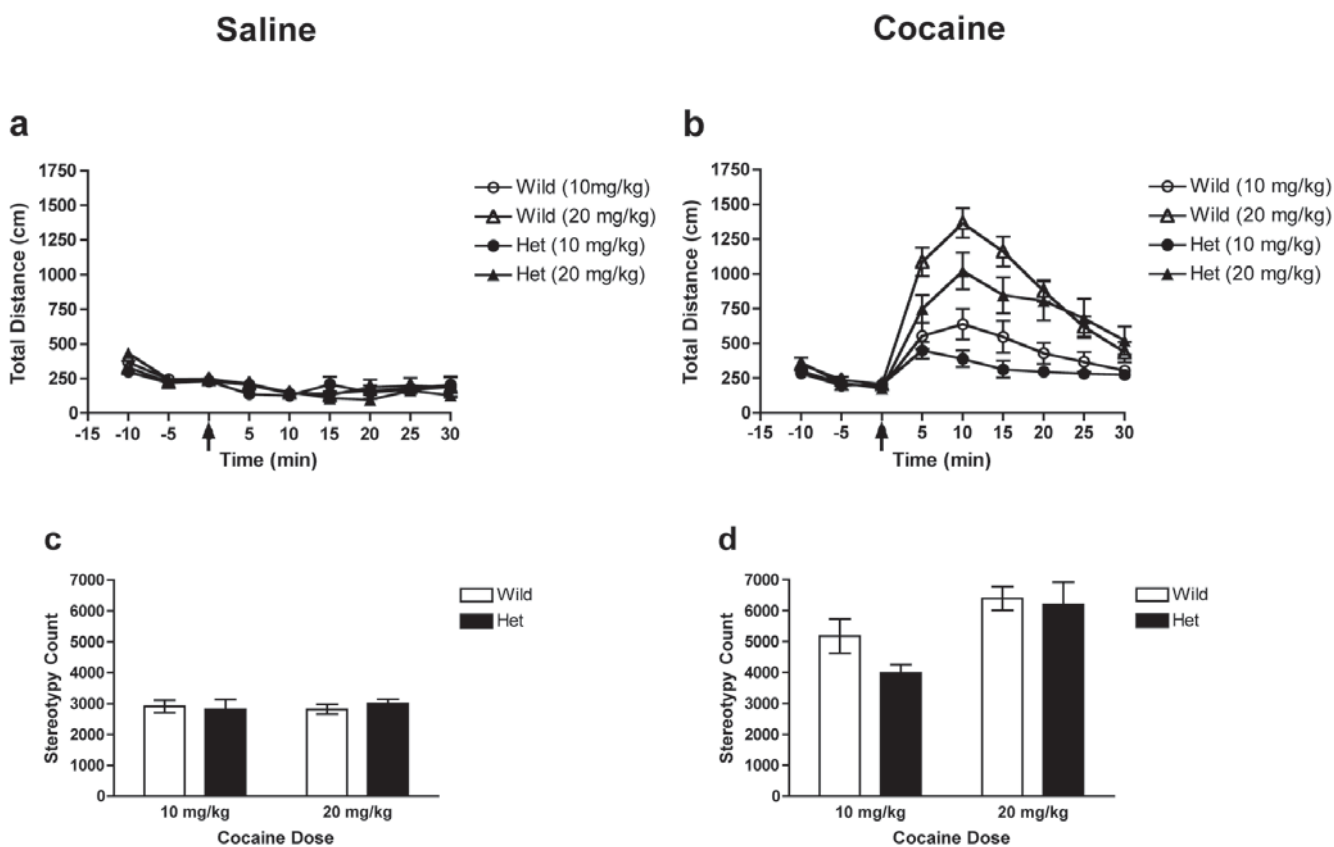 Saline
Cocaine
a
1750
1500
1250
1000
750
500
250
0
Total Distance (cm)
-15 -10 -5 5 10 15 20 25 30
Time (min)
Wild (10mg/kg)
Wild (20 mg/kg)
Het (10 mg/kg)
Het (20 mg/kg)
b
1750
1500
1250
1000
750
500
250
0
Total Distance (cm)
-15 -10 -5 5 10 15 20 25 30
Time (min)
Wild (10 mg/kg)
Wild (20 mg/kg)
Het (10 mg/kg)
Het (20 mg/kg)
c
7000
6000
5000
4000
3000
2000
1000
0
Stereotypy Count
10 mg/kg 20 mg/kg
Cocaine Dose
Wild
Het
d
7000
6000
5000
4000
3000
2000
1000
0
Stereotypy Count
10 mg/kg 20 mg/kg
Cocaine Dose
Wild
Het